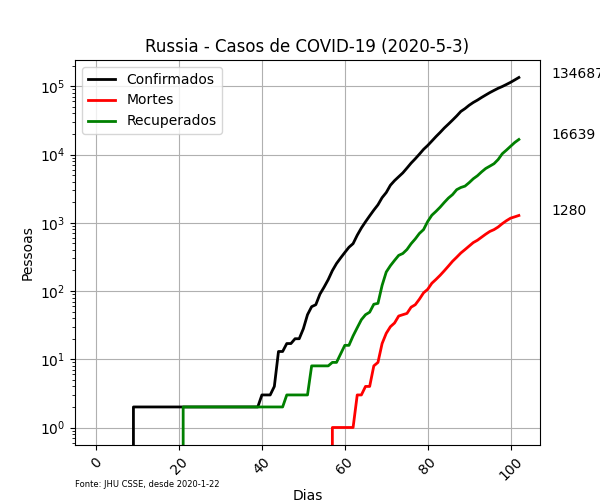 Russia - Casos de COVID-19 (2020-5-3)
Confirmados
Mortes
Recuperados
134687
16639
1280
10^5
10^4
10^3
10^2
10^1
10^0
Pessoas
0
20
40
60
80
100
Fonte: JHU CSSE, desde 2020-1-22
Dias